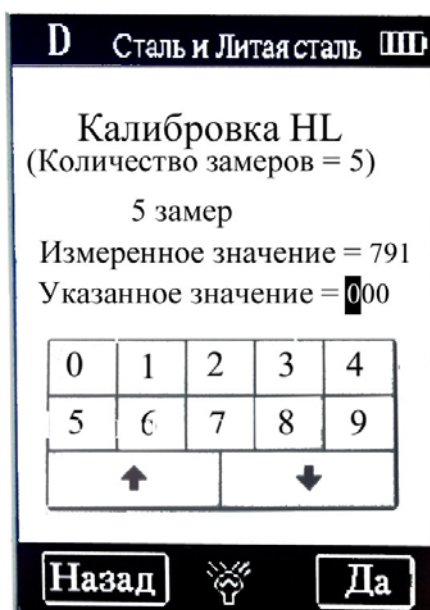 D Сталь и Литая сталь
Калибровка HL
(Количество замеров = 5)
5 замер
Измеренное значение = 791
Указанное значение = 000
0 1 2 3 4
5 6 7 8 9
Назад Да